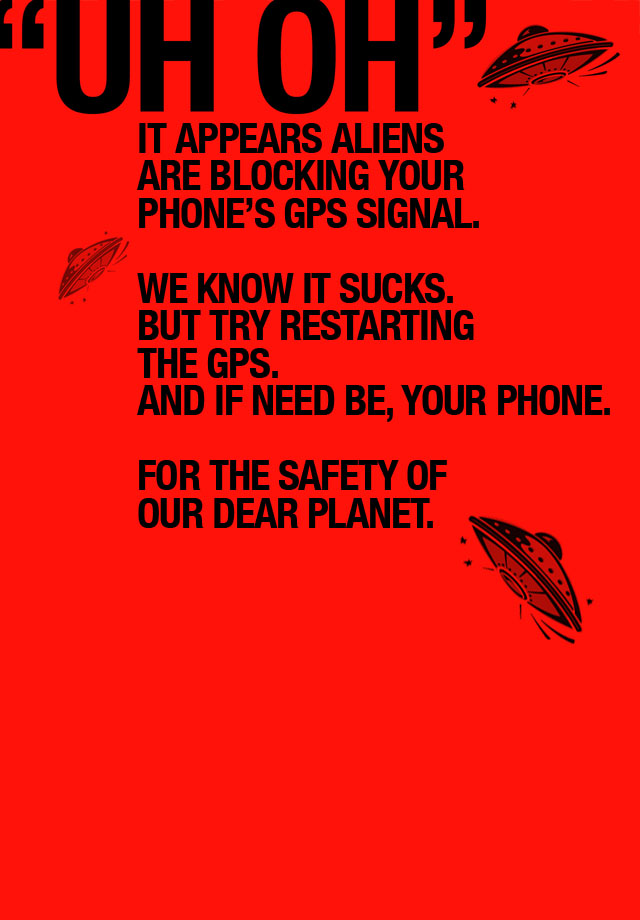 “UH OH”
IT APPEARS ALIENS
ARE BLOCKING YOUR
PHONE’S GPS SIGNAL.
WE KNOW IT SUCKS.
BUT TRY RESTARTING
THE GPS.
AND IF NEED BE, YOUR PHONE.
FOR THE SAFETY OF
OUR DEAR PLANET.